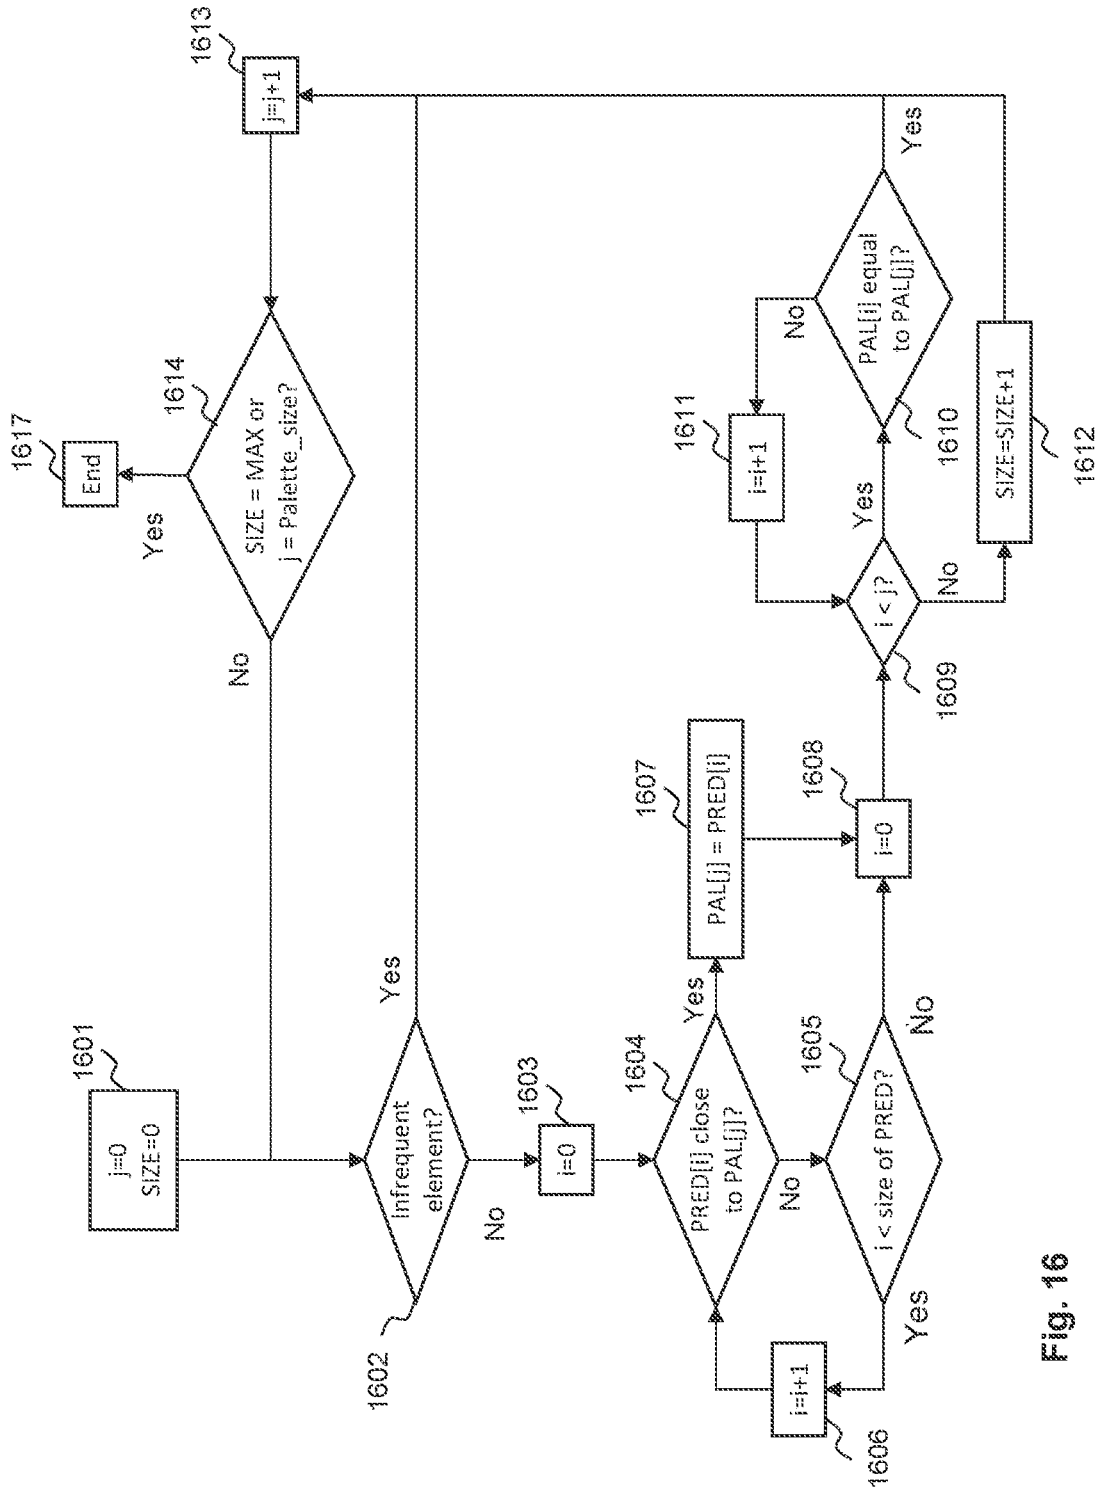 1601
j=0
SIZE=0
1602
Infrequent
element?
Yes
No
1603
i=0
1604
PRED[i] close
to PAL[j]?
Yes
No
1605
i < size of PRED?
Yes
No
1606
i=i+1
1607
PAL[j] = PRED[i]
1608
i=0
1609
i < j?
Yes
No
1610
PAL[i] equal
to PAL[j]?
Yes
No
1611
i=i+1
1612
SIZE=SIZE+1
1613
j=j+1
1614
SIZE = MAX or
j = Palette_size?
Yes
No
1617
End
Fig. 16